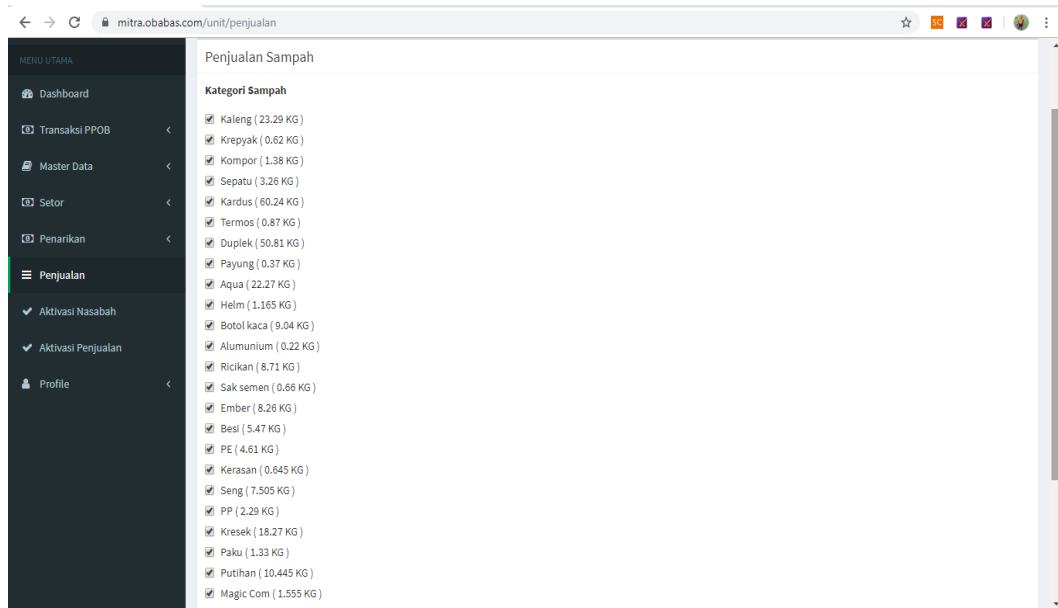 mitra.obabas.com/unit/penjualan
SC
MENU UTAMA
Dashboard
Transaksi PPOB
Master Data
Setor
Penarikan
Penjualan
Aktivasi Nasabah
Aktivasi Penjualan
Profile
Penjualan Sampah
Kategori Sampah
Kaleng ( 23.29 KG )
Krepyak ( 0.62 KG )
Kompor ( 1.38 KG )
Sepatu ( 3.26 KG )
Kardus ( 60.24 KG )
Termos ( 0.87 KG )
Duplek ( 50.81 KG )
Payung ( 0.37 KG )
Aqua ( 22.27 KG )
Helm ( 1.165 KG )
Botol kaca ( 9.04 KG )
Alumunium ( 0.22 KG )
Ricikan ( 8.71 KG )
Sak semen ( 0.66 KG )
Ember ( 8.26 KG )
Besi ( 5.47 KG )
PE ( 4.61 KG )
Kerasan ( 0.645 KG )
Seng ( 7.505 KG )
PP ( 2.29 KG )
Kresek ( 18.27 KG )
Paku ( 1.33 KG )
Putihan ( 10.445 KG )
Magic Com ( 1.555 KG )